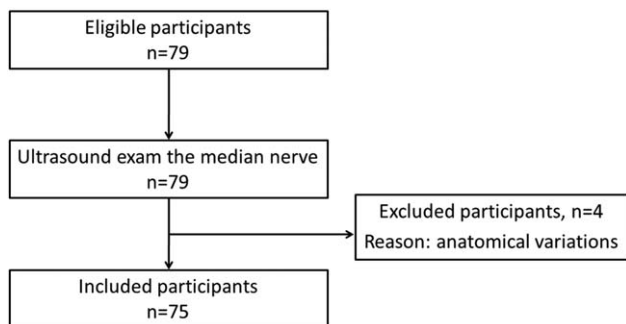 Eligible participants
n=79
Ultrasound exam the median nerve
n=79
Excluded participants, n=4
Reason: anatomical variations
Included participants
n=75